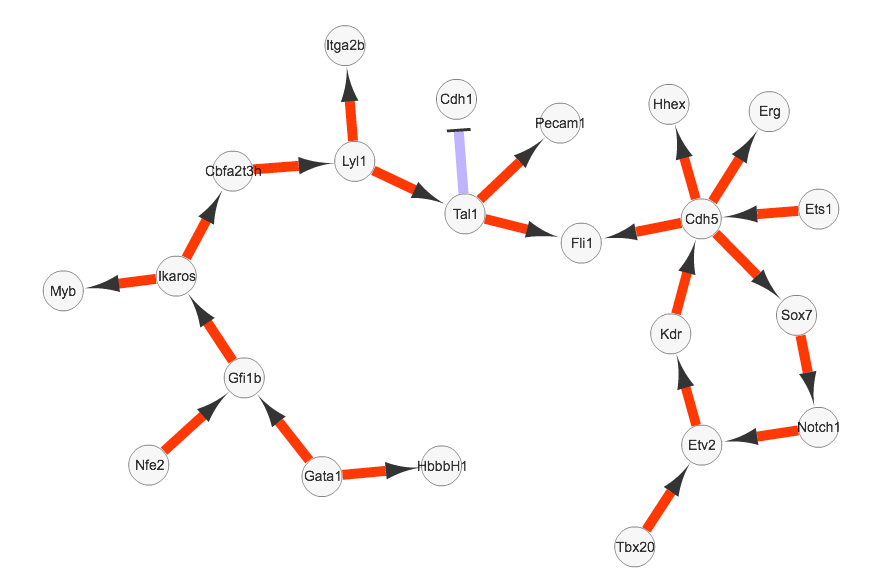 Itga2b
Cdh1
Hhex
Erg
Pecam1
Cbfa2t3h
Lyl1
Tal1
Cdh5
Ets1
Fli1
Myb
Ikaros
Sox7
Kdr
Gfi1b
Notch1
Etv2
Nfe2
Gata1
HbbbH1
Tbx20